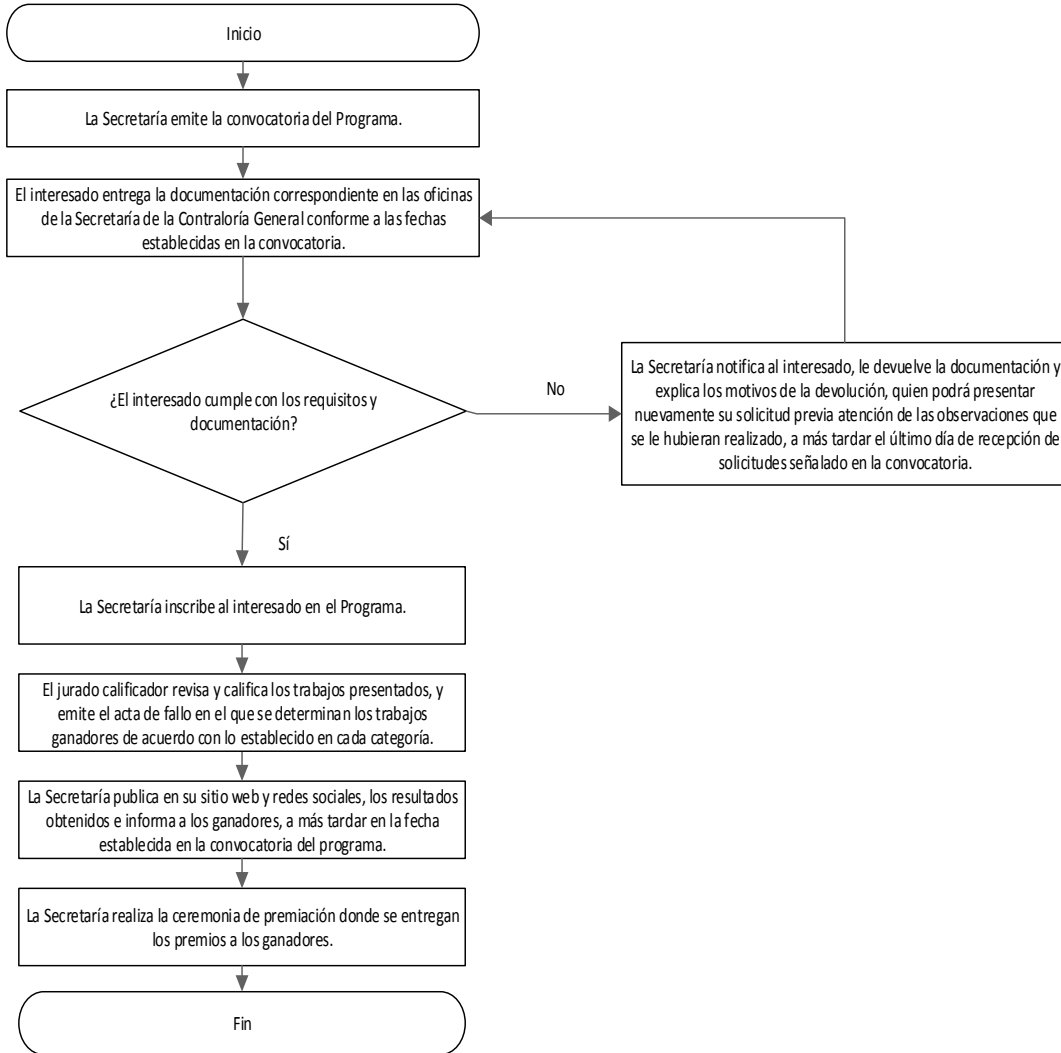 Inicio
La Secretaría emite la convocatoria del Programa.
El interesado entrega la documentación correspondiente en las oficinas
de la Secretaría de la Contraloría General conforme a las fechas
establecidas en la convocatoria.
¿El interesado cumple con los requisitos y
documentación?
No
La Secretaría notifica al interesado, le devuelve la documentación y
explica los motivos de la devolución, quien podrá presentar
nuevamente su solicitud previa atención de las observaciones que
se le hubieran realizado, a más tardar el último día de recepción de
solicitudes señalado en la convocatoria.
Sí
La Secretaría inscribe al interesado en el Programa.
El jurado calificador revisa y califica los trabajos presentados, y
emite el acta de fallo en el que se determinan los trabajos
ganadores de acuerdo con lo establecido en cada categoría.
La Secretaría publica en su sitio web y redes sociales, los resultados
obtenidos e informa a los ganadores, a más tardar en la fecha
establecida en la convocatoria del programa.
La Secretaría realiza la ceremonia de premiación donde se entregan
los premios a los ganadores.
Fin